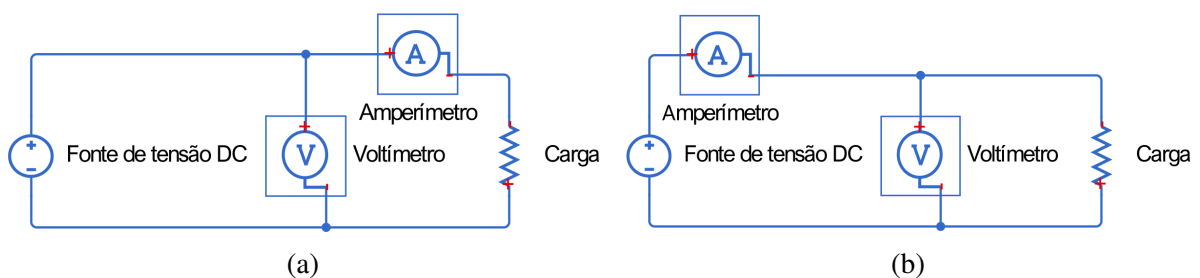 A
Amperímetro
Fonte de tensão DC
V
Voltímetro
Carga
(a)
A
Amperímetro
Fonte de tensão DC
V
Voltímetro
Carga
(b)